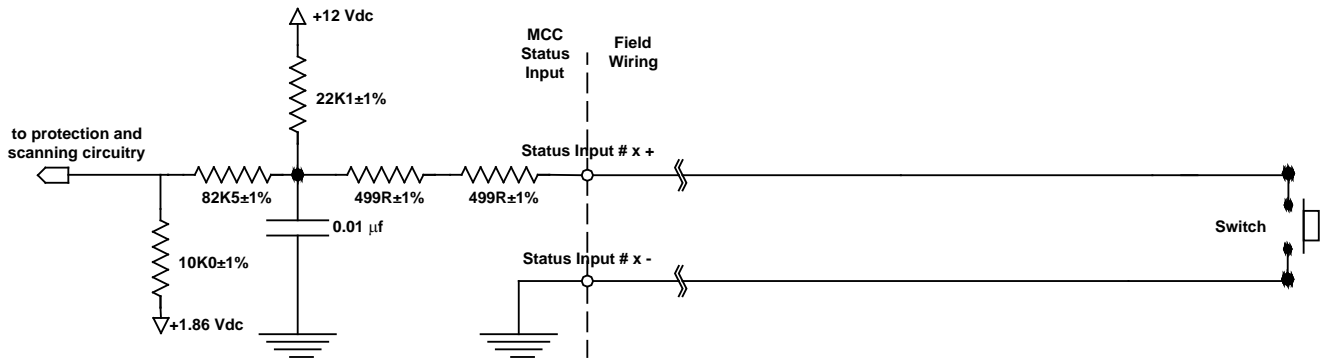 +12 Vdc
MCC
Status
Input
Field
Wiring
22K1±1%
to protection and
scanning circuitry
Status Input # x +
82K5±1%
499R±1%
499R±1%
0.01 µf
Switch
10K0±1%
Status Input # x -
+1.86 Vdc